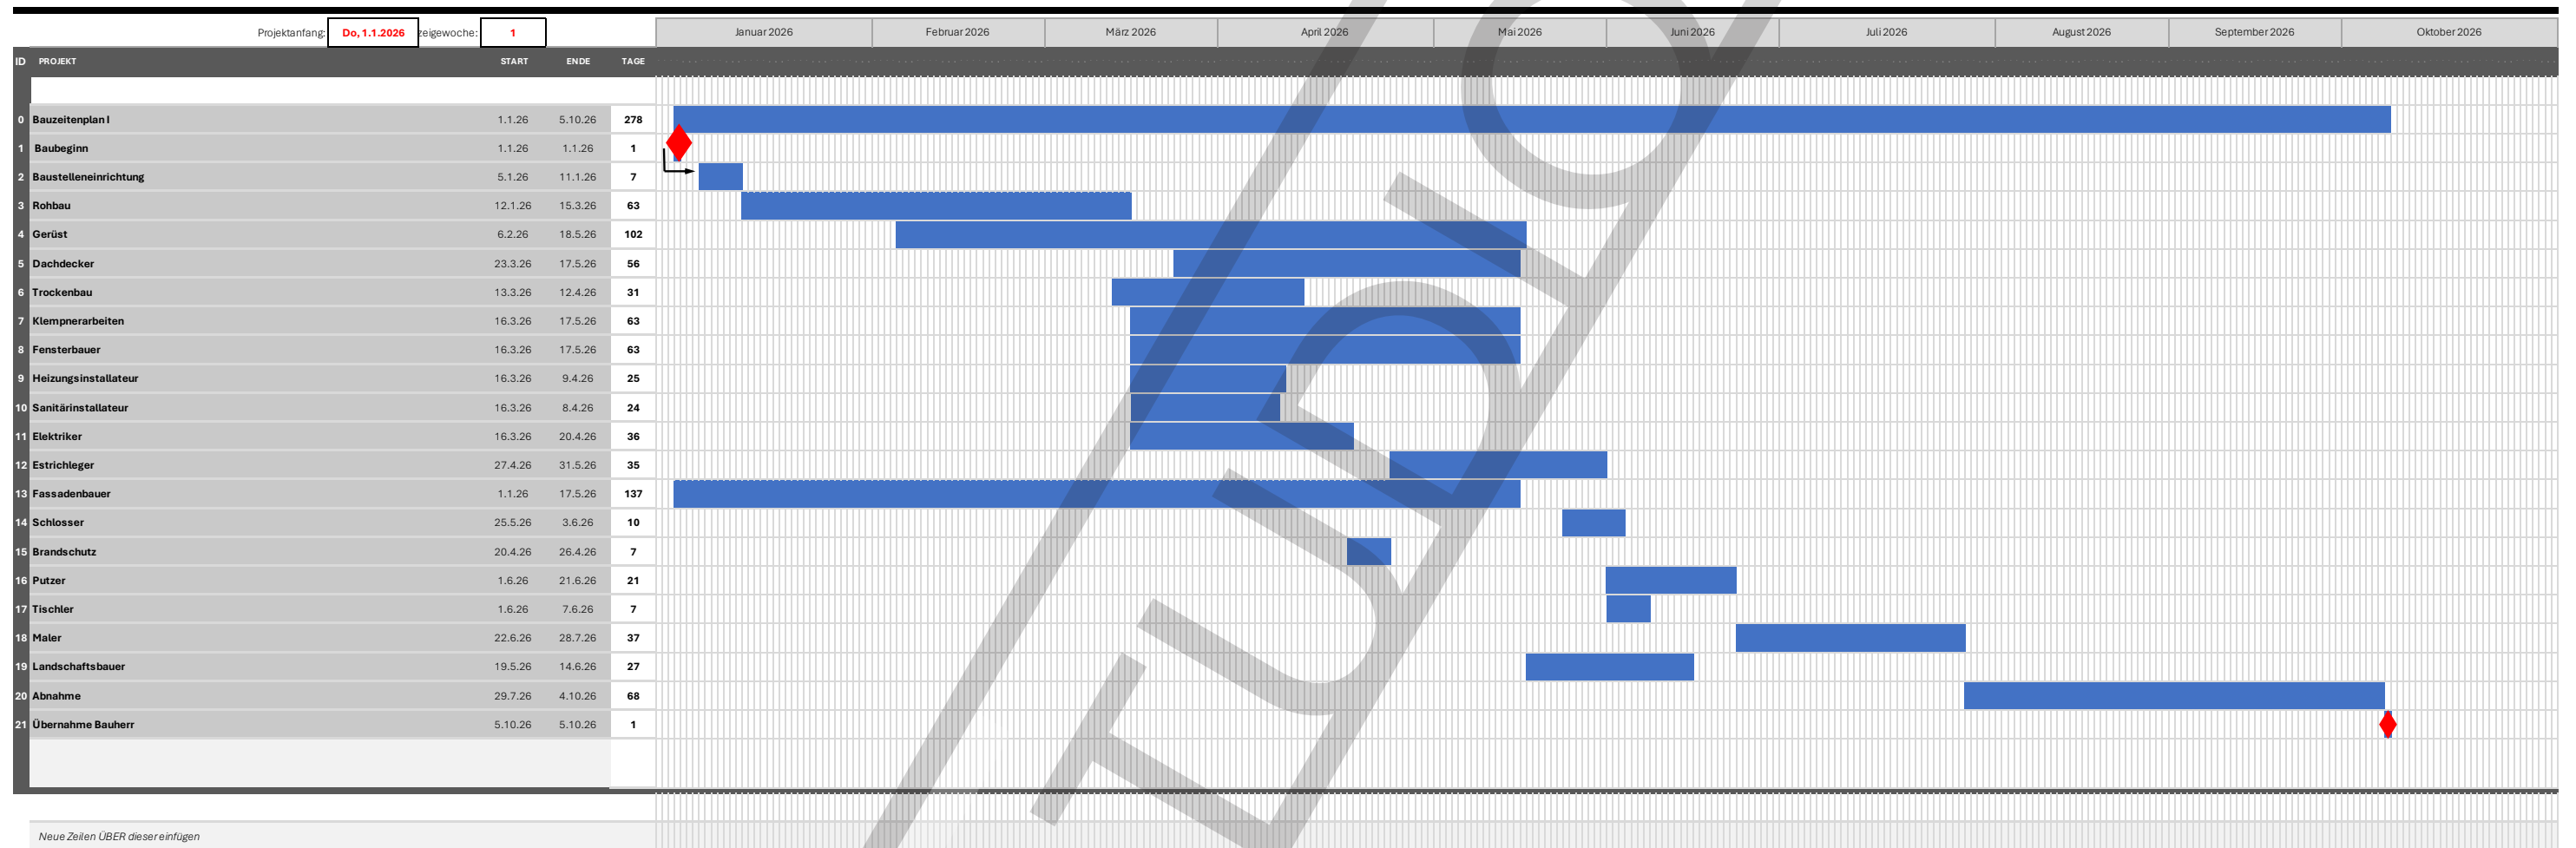 Projektanfang: Do, 1.1.2026 zeigewoche: 1 Januar 2026 Februar 2026 März 2026 April 2026 Mai 2026 Juni 2026 Juli 2026 August 2026 September 2026 Oktober 2026
ID PROJEKT START ENDE TAGE
0 Bauzeitenplan I 1.1.26 5.10.26 278
1 Baubeginn 1.1.26 1.1.26 1
2 Baustelleneinrichtung 5.1.26 11.1.26 7
3 Rohbau 12.1.26 15.3.26 63
4 Gerüst 6.2.26 18.5.26 102
5 Dachdecker 23.3.26 17.5.26 56
6 Trockenbau 13.3.26 12.4.26 31
7 Klempnerarbeiten 16.3.26 17.5.26 63
8 Fensterbauer 16.3.26 17.5.26 63
9 Heizungsinstallateur 16.3.26 9.4.26 25
10 Sanitärinstallateur 16.3.26 8.4.26 24
11 Elektriker 16.3.26 20.4.26 36
12 Estrichleger 27.4.26 31.5.26 35
13 Fassadenbauer 1.1.26 17.5.26 137
14 Schlosser 25.5.26 3.6.26 10
15 Brandschutz 20.4.26 26.4.26 7
16 Putzer 1.6.26 21.6.26 21
17 Tischler 1.6.26 7.6.26 7
18 Maler 22.6.26 28.7.26 37
19 Landschaftsbauer 19.5.26 14.6.26 27
20 Abnahme 29.7.26 4.10.26 68
21 Übernahme Bauherr 5.10.26 5.10.26 1
Neue Zeilen ÜBER dieser einfügen